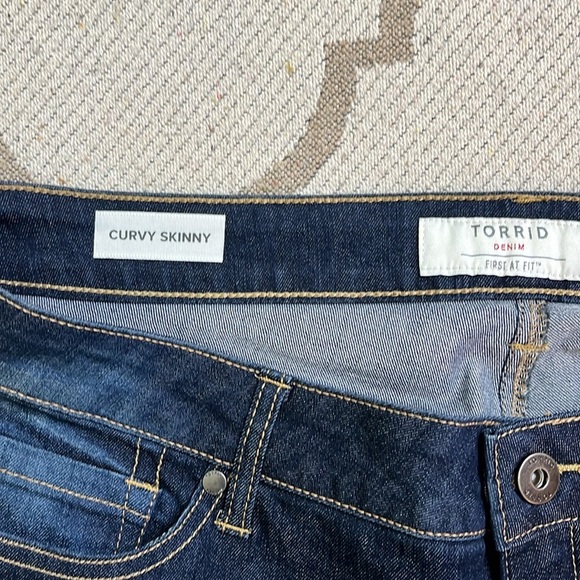 CURVY SKINNY
TORRID
DENIM
FIRST AT FIT™